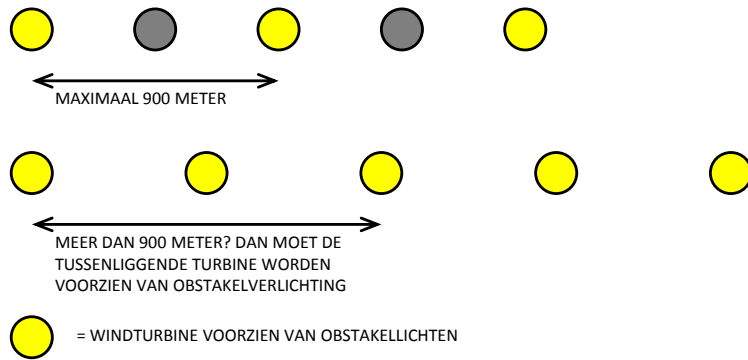 MAXIMAAL 900 METER
MEER DAN 900 METER? DAN MOET DE
TUSSENLIGGENDE TURBINE WORDEN
VOORZIEN VAN OBSTAKELVERLICHTING
= WINDTURBINE VOORZIEN VAN OBSTAKELLICHTEN